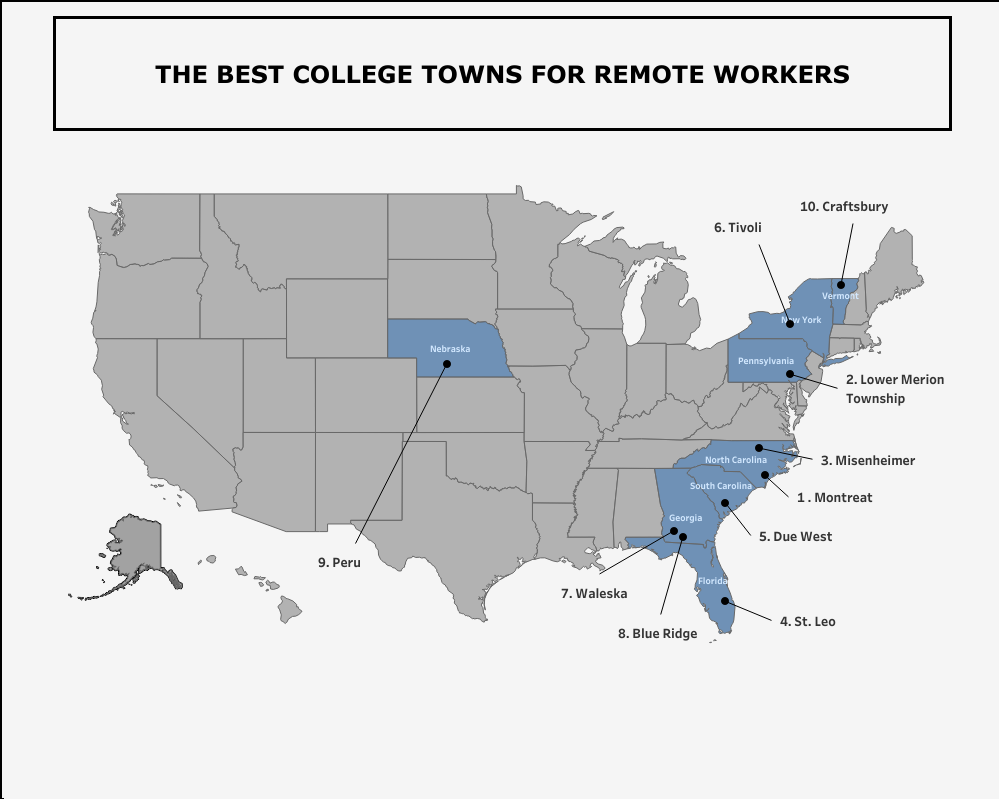 THE BEST COLLEGE TOWNS FOR REMOTE WORKERS
10. Craftsbury
6. Tivoli
Vermont
New York
Nebraska
Pennsylvania
2. Lower Merion
Township
North Carolina
3. Misenheimer
South Carolina
1 . Montreat
Georgia
5. Due West
9. Peru
Florida
7. Waleska
4. St. Leo
8. Blue Ridge